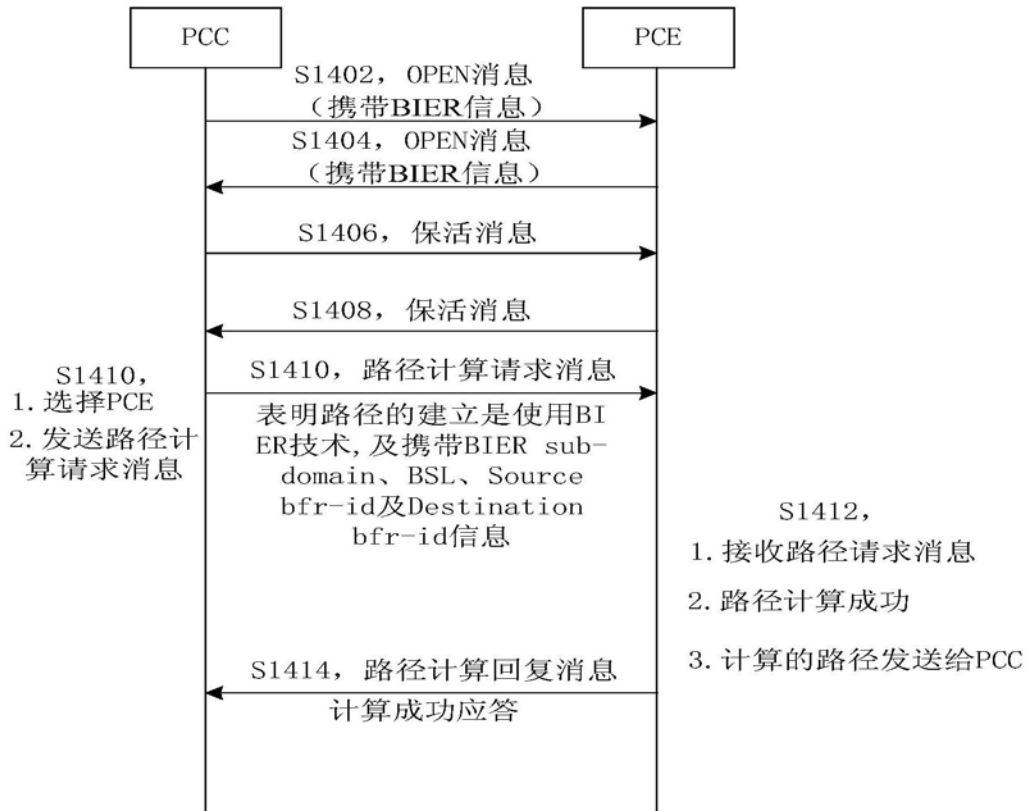 PCC
PCE
S1402, OPEN消息
（携带BIER信息）
S1404, OPEN消息
（携带BIER信息）
S1406, 保活消息
S1408, 保活消息
S1410, 路径计算请求消息
表明路径的建立是使用BI
ER技术,及携带BIER sub-
domain、BSL、Source
bfr-id及Destination
bfr-id信息
S1410,
1.选择PCE
2.发送路径计
算请求消息
S1412,
1.接收路径请求消息
2.路径计算成功
3.计算的路径发送给PCC
S1414, 路径计算回复消息
计算成功应答